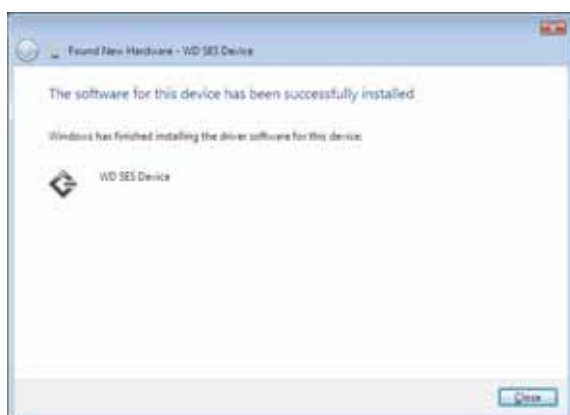 Found New Hardware - WD SES Device
The software for this device has been successfully installed
Windows has finished installing the driver software for this device:
WD SES Device
Close